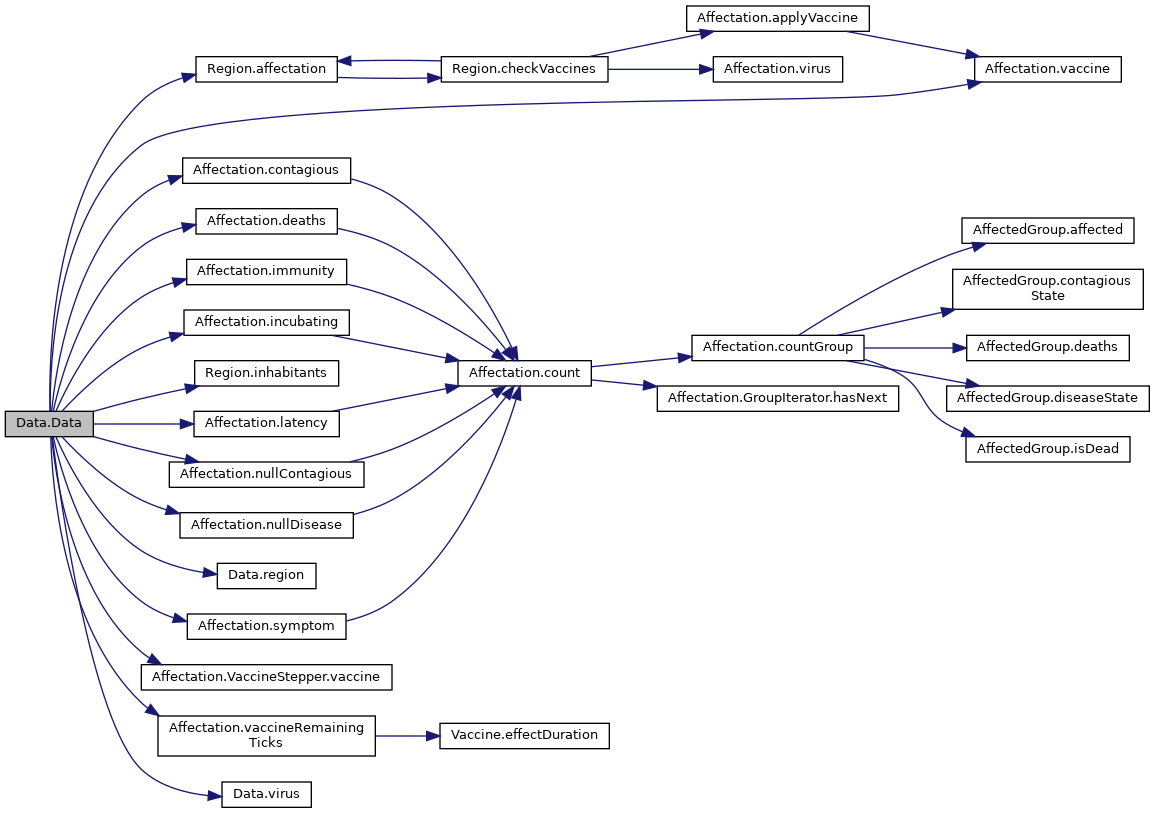 Affectation.applyVaccine
Region.affectation
Region.checkVaccines
Affectation.virus
Affectation.vaccine
Affectation.contagious
Affectation.deaths
AffectedGroup.affected
Affectation.immunity
AffectedGroup.contagious
State
Affectation.incubating
Affectation.countGroup
AffectedGroup.deaths
Region.inhabitants
Affectation.count
Affectation.GroupIterator.hasNext
AffectedGroup.diseaseState
Data.Data
Affectation.latency
AffectedGroup.isDead
Affectation.nullContagious
Affectation.nullDisease
Data.region
Affectation.symptom
Affectation.VaccineStepper.vaccine
Affectation.vaccineRemaining
Ticks
Vaccine.effectDuration
Data.virus